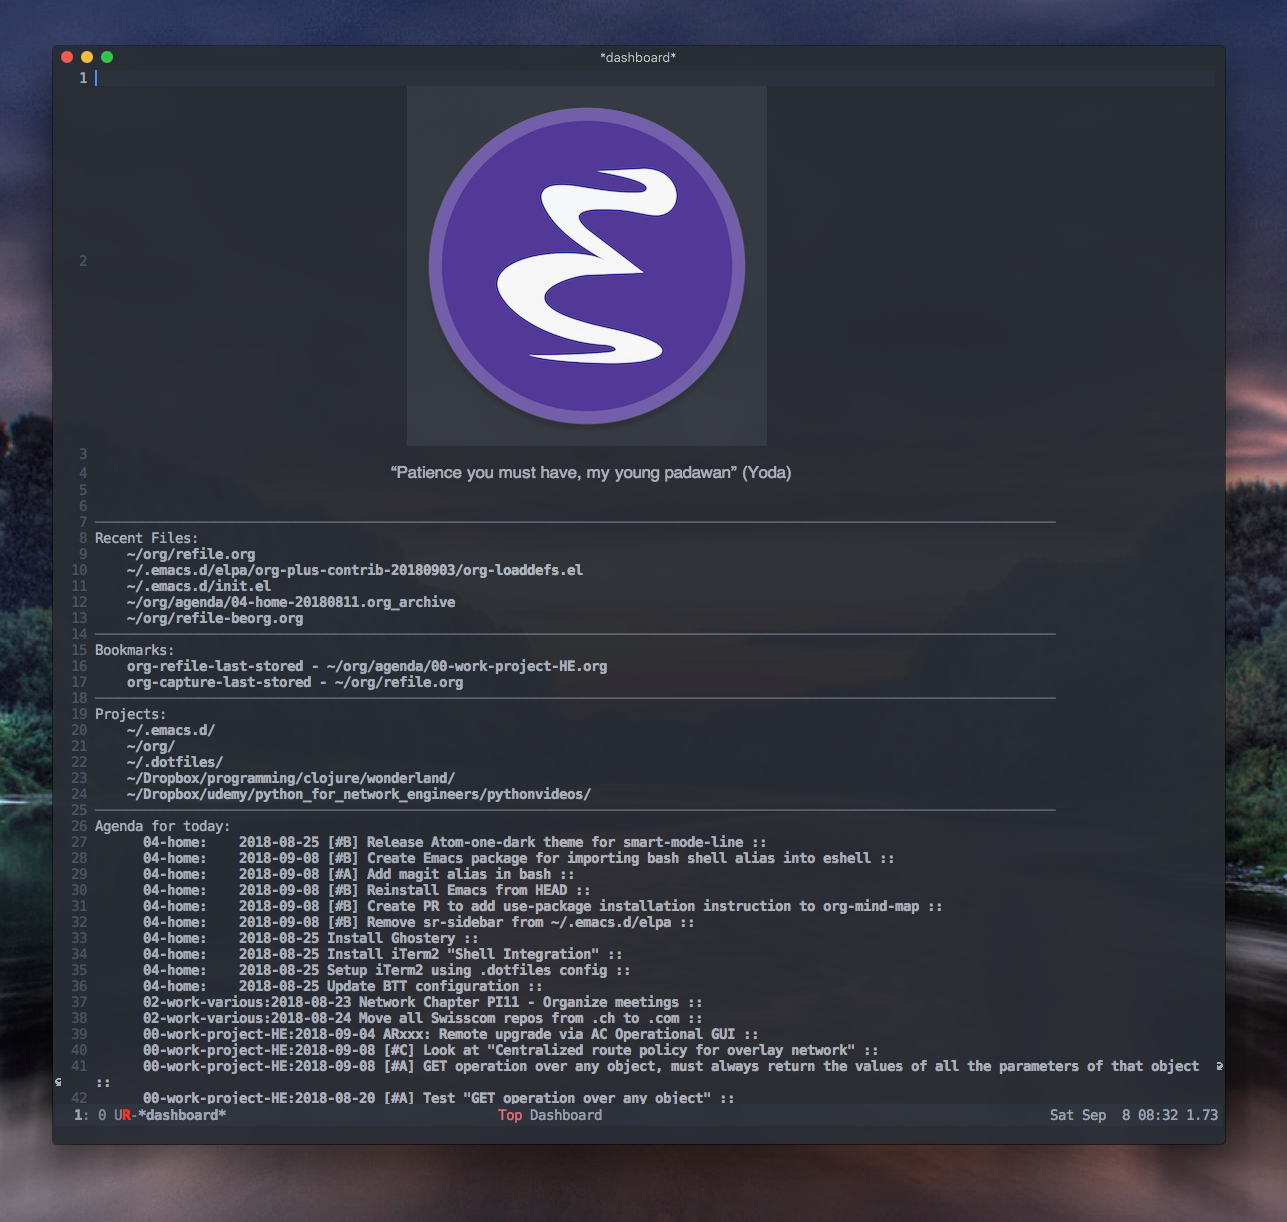 *dashboard*
1
2
3
4 “Patience you must have, my young padawan” (Yoda)
5
6
7
8 Recent Files:
9 ~/org/refile.org
10 ~/.emacs.d/elpa/org-plus-contrib-20180903/org-loaddefs.el
11 ~/.emacs.d/init.el
12 ~/org/agenda/04-home-20180811.org_archive
13 ~/org/refile-beorg.org
14
15 Bookmarks:
16 org-refile-last-stored - ~/org/agenda/00-work-project-HE.org
17 org-capture-last-stored - ~/org/refile.org
18
19 Projects:
20 ~/.emacs.d/
21 ~/org/
22 ~/.dotfiles/
23 ~/Dropbox/programming/clojure/wonderland/
24 ~/Dropbox/udemy/python_for_network_engineers/pythonvideos/
25
26 Agenda for today:
27 04-home: 2018-08-25 [#B] Release Atom-one-dark theme for smart-mode-line ::
28 04-home: 2018-09-08 [#B] Create Emacs package for importing bash shell alias into eshell ::
29 04-home: 2018-09-08 [#A] Add magit alias in bash ::
30 04-home: 2018-09-08 [#B] Reinstall Emacs from HEAD ::
31 04-home: 2018-09-08 [#B] Create PR to add use-package installation instruction to org-mind-map ::
32 04-home: 2018-09-08 [#B] Remove sr-sidebar from ~/.emacs.d/elpa ::
33 04-home: 2018-08-25 Install Ghostery ::
34 04-home: 2018-08-25 Install iTerm2 "Shell Integration" ::
35 04-home: 2018-08-25 Setup iTerm2 using .dotfiles config ::
36 04-home: 2018-08-25 Update BTT configuration ::
37 02-work-various:2018-08-23 Network Chapter PI11 - Organize meetings ::
38 02-work-various:2018-08-24 Move all Swisscom repos from .ch to .com ::
39 00-work-project-HE:2018-09-04 ARxxx: Remote upgrade via AC Operational GUI ::
40 00-work-project-HE:2018-09-08 [#C] Look at "Centralized route policy for overlay network" ::
41 00-work-project-HE:2018-09-08 [#A] GET operation over any object, must always return the values of all the parameters of that object
::
42 00-work-project-HE:2018-08-20 [#A] Test "GET operation over any object" ::
1: 0 UR-*dashboard* Top Dashboard Sat Sep 8 08:32 1.73